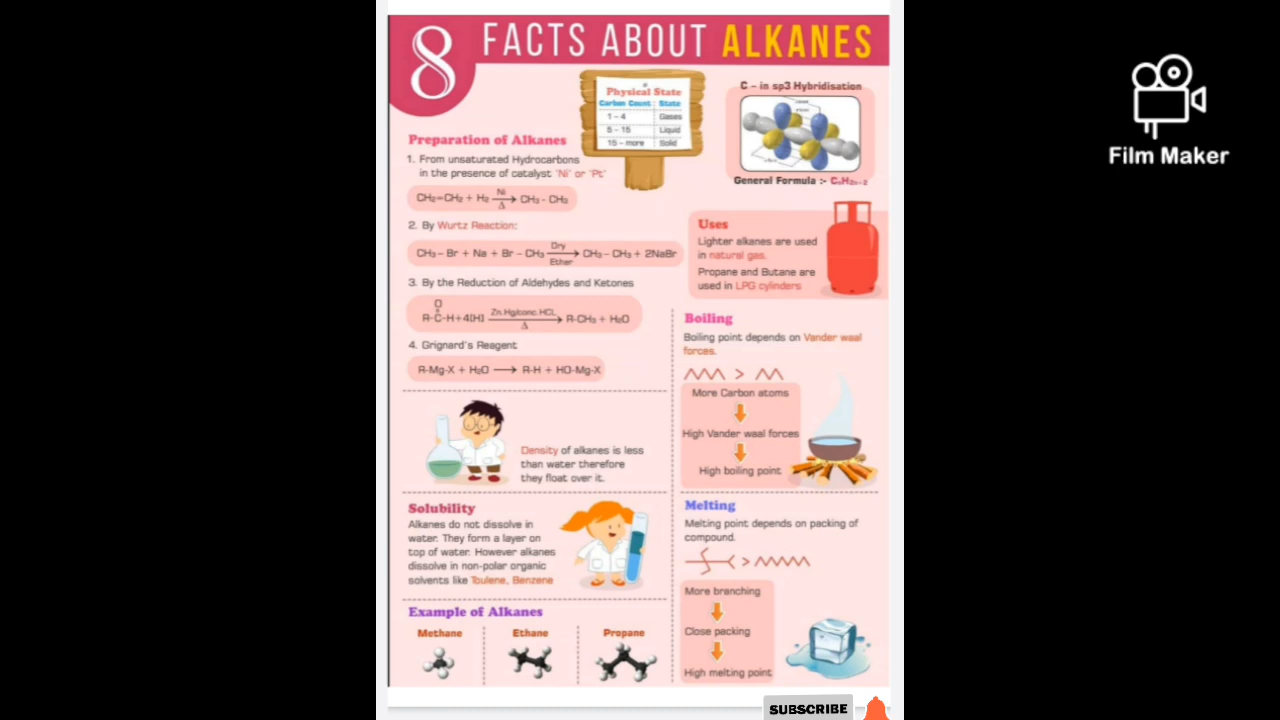 8 FACTS ABOUT ALKANES
Physical State
Carbon Count State
1 - 4 Gases
5 - 15 Liquid
15 - more Solid
C - in sp3 Hybridisation
General Formula :- CnH2n-2
Preparation of Alkanes
1. From unsaturated Hydrocarbons
in the presence of catalyst 'Ni' or 'Pt'
CH2=CH2 + H2 Ni → Δ CH3 - CH3
2. By Wurtz Reaction:
CH3 - Br + Na + Br - CH3 Dry → Ether CH3 - CH3 + 2NaBr
3. By the Reduction of Aldehydes and Ketones
O
R-C-H+4[H] Zn.Hg/conc.HCL → Δ R-CH3 + H2O
4. Grignard's Reagent
R-Mg-X + H2O → R-H + HO-Mg-X
Density of alkanes is less
than water therefore
they float over it.
Solubility
Alkanes do not dissolve in
water. They form a layer on
top of water. However alkanes
dissolve in non-polar organic
solvents like Toulene, Benzene
Example of Alkanes
Methane Ethane Propane
Uses
Lighter alkanes are used
in natural gas.
Propane and Butane are
used in LPG cylinders
Boiling
Boiling point depends on Vander waal
forces.
>
More Carbon atoms
High Vander waal forces
High boiling point
Melting
Melting point depends on packing of
compound.
>
More branching
Close packing
High melting point
Film Maker
SUBSCRIBE